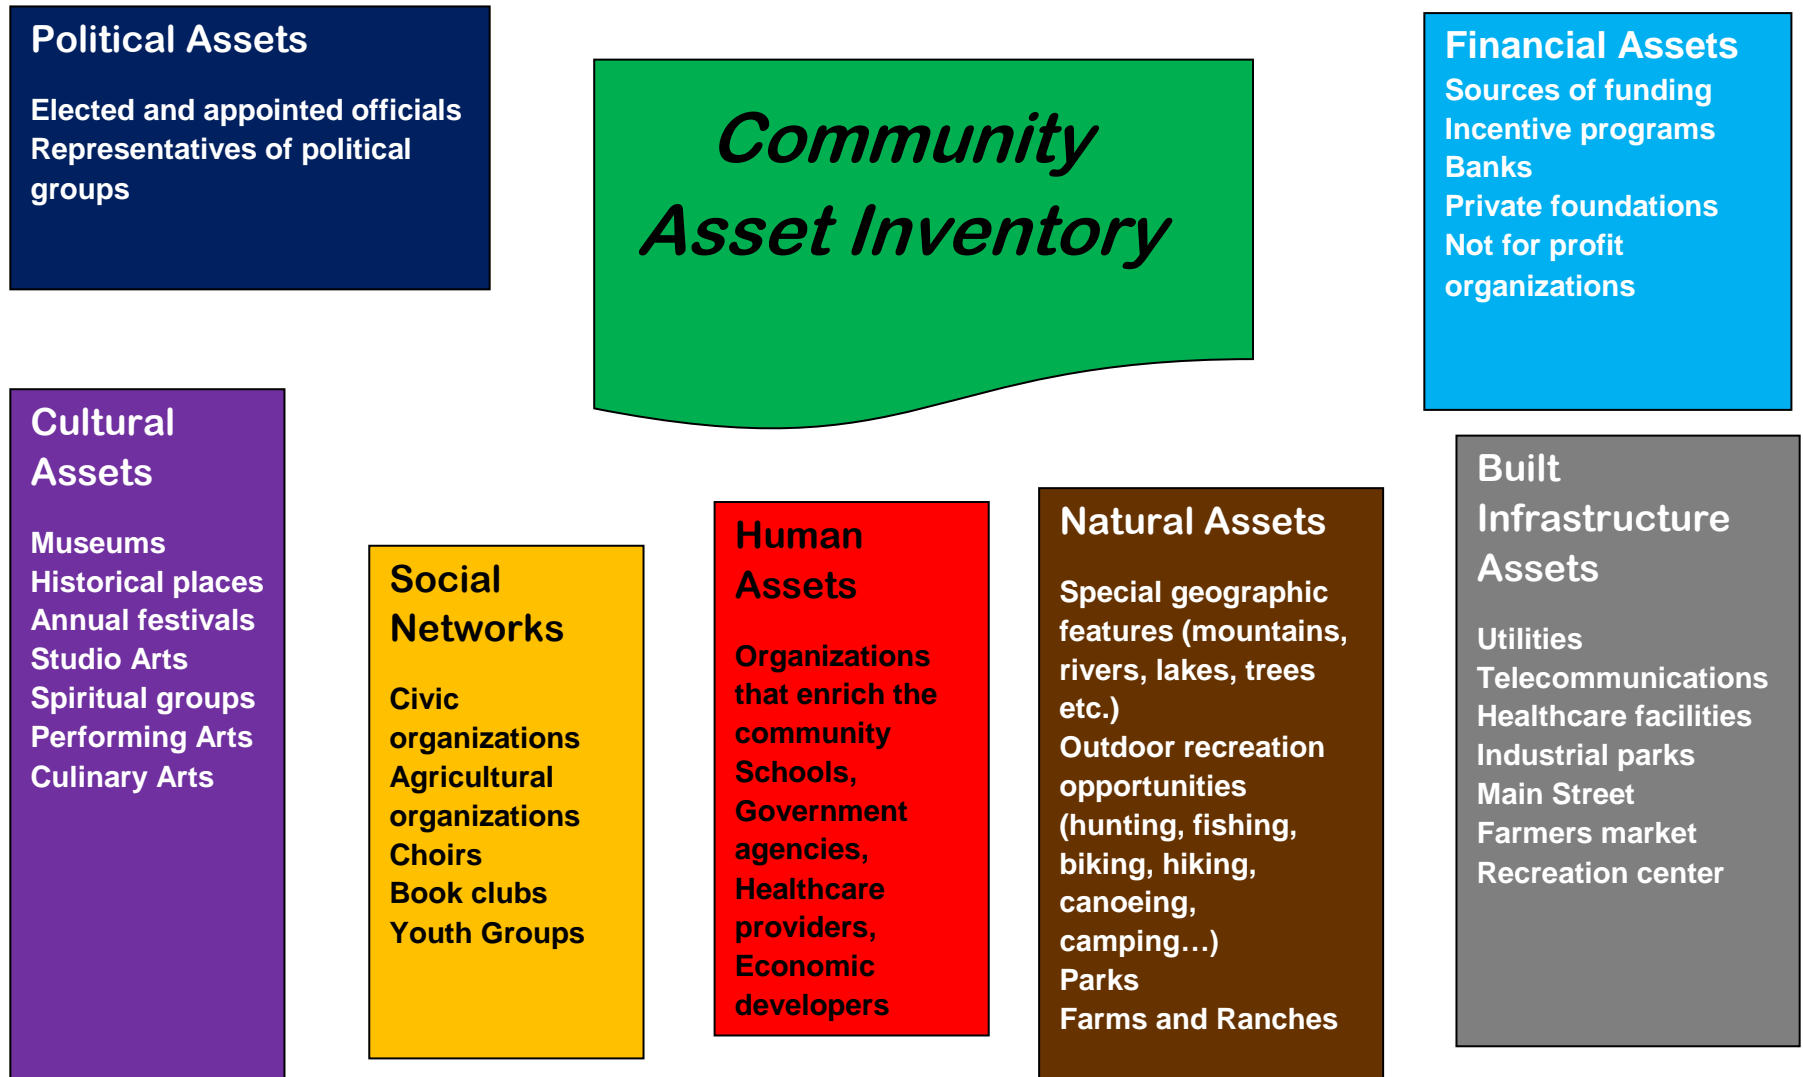 Political Assets
Elected and appointed officials
Representatives of political
groups
Community
Asset Inventory
Financial Assets
Sources of funding
Incentive programs
Banks
Private foundations
Not for profit
organizations
Cultural
Assets
Museums
Historical places
Annual festivals
Studio Arts
Spiritual groups
Performing Arts
Culinary Arts
Social
Networks
Civic
organizations
Agricultural
organizations
Choirs
Book clubs
Youth Groups
Human
Assets
Organizations
that enrich the
community
Schools,
Government
agencies,
Healthcare
providers,
Economic
developers
Natural Assets
Special geographic
features (mountains,
rivers, lakes, trees
etc.)
Outdoor recreation
opportunities
(hunting, fishing,
biking, hiking,
canoeing,
camping…)
Parks
Farms and Ranches
Built
Infrastructure
Assets
Utilities
Telecommunications
Healthcare facilities
Industrial parks
Main Street
Farmers market
Recreation center